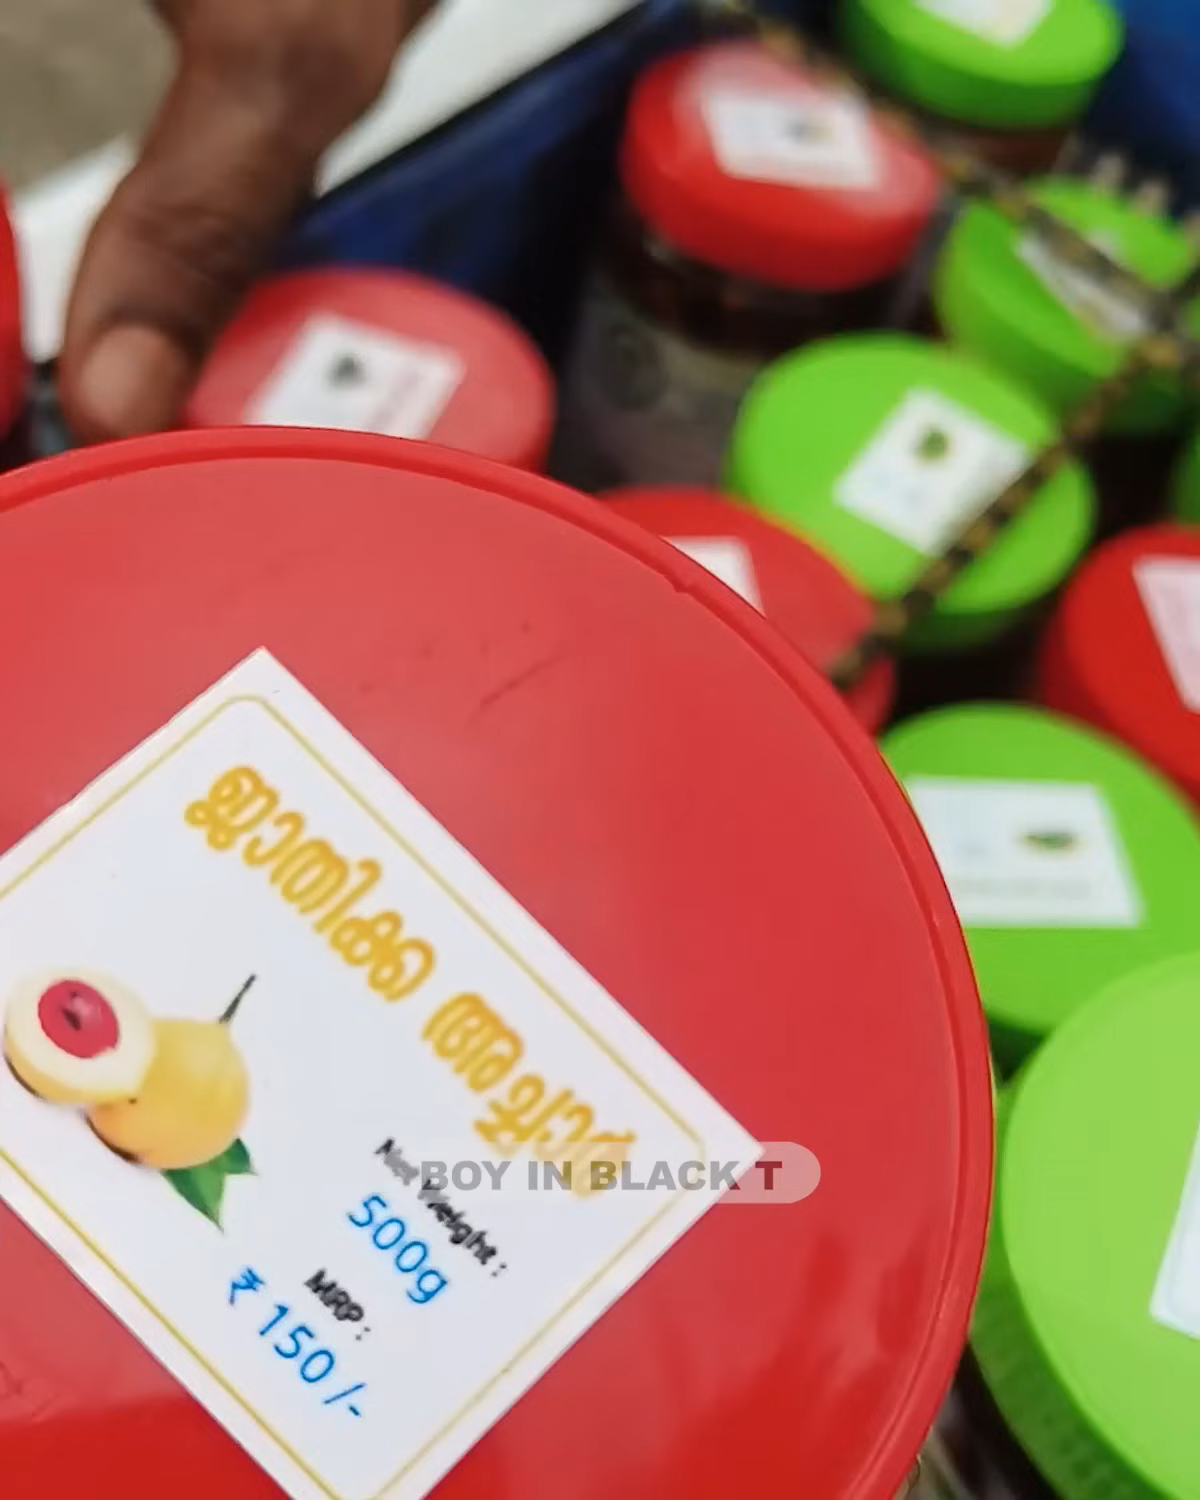 ജാതിക്ക അച്ചാർ
Net Weight :
500g
MRP :
₹ 150/-
BOY IN BLACK T